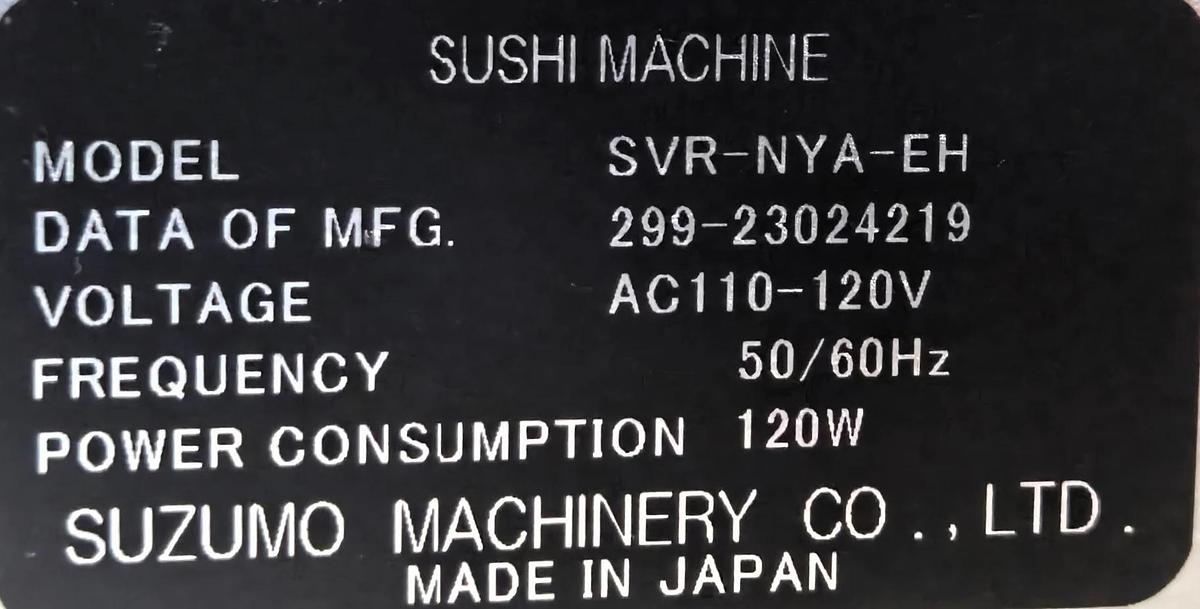 SUSHI MACHINE
MODEL SVR-NYA-EH
DATA OF MFG. 299-23024219
VOLTAGE AC110-120V
FREQUENCY 50/60Hz
POWER CONSUMPTION 120W
SUZUMO MACHINERY CO.,LTD.
MADE IN JAPAN